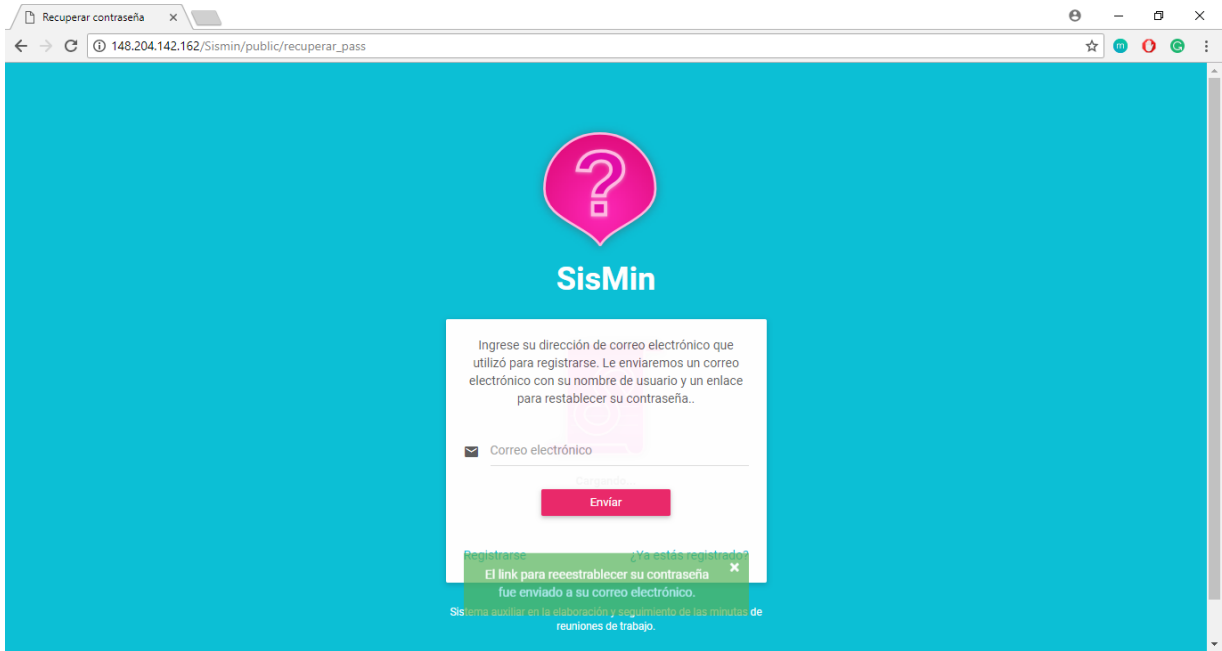 Recuperar contraseña
148.204.142.162/Sismin/public/recuperar_pass
?
SisMin
Ingrese su dirección de correo electrónico que
utilizó para registrarse. Le enviaremos un correo
electrónico con su nombre de usuario y un enlace
para restablecer su contraseña..
Correo electrónico
Cargando...
Envíar
Registrarse ¿Ya estás registrado?
El link para reeestrablecer su contraseña
fue enviado a su correo electrónico.
Sistema auxiliar en la elaboración y seguimiento de las minutas de
reuniones de trabajo.